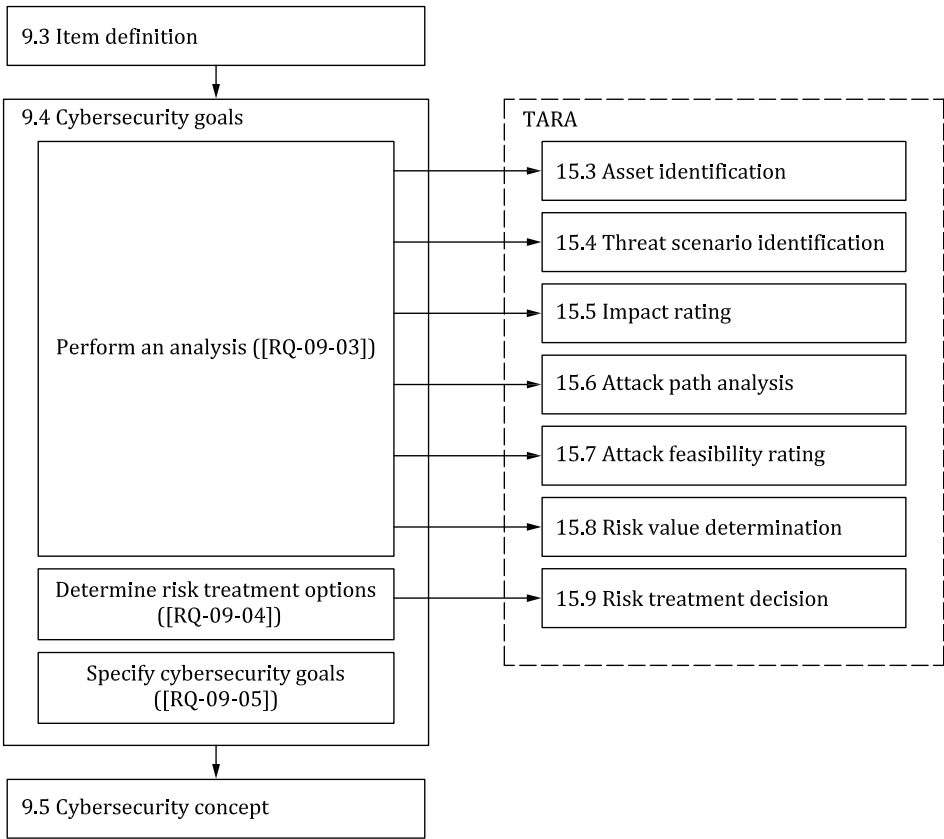 9.3 Item definition
9.4 Cybersecurity goals
Perform an analysis ([RQ-09-03])
Determine risk treatment options
([RQ-09-04])
Specify cybersecurity goals
([RQ-09-05])
TARA
15.3 Asset identification
15.4 Threat scenario identification
15.5 Impact rating
15.6 Attack path analysis
15.7 Attack feasibility rating
15.8 Risk value determination
15.9 Risk treatment decision
9.5 Cybersecurity concept